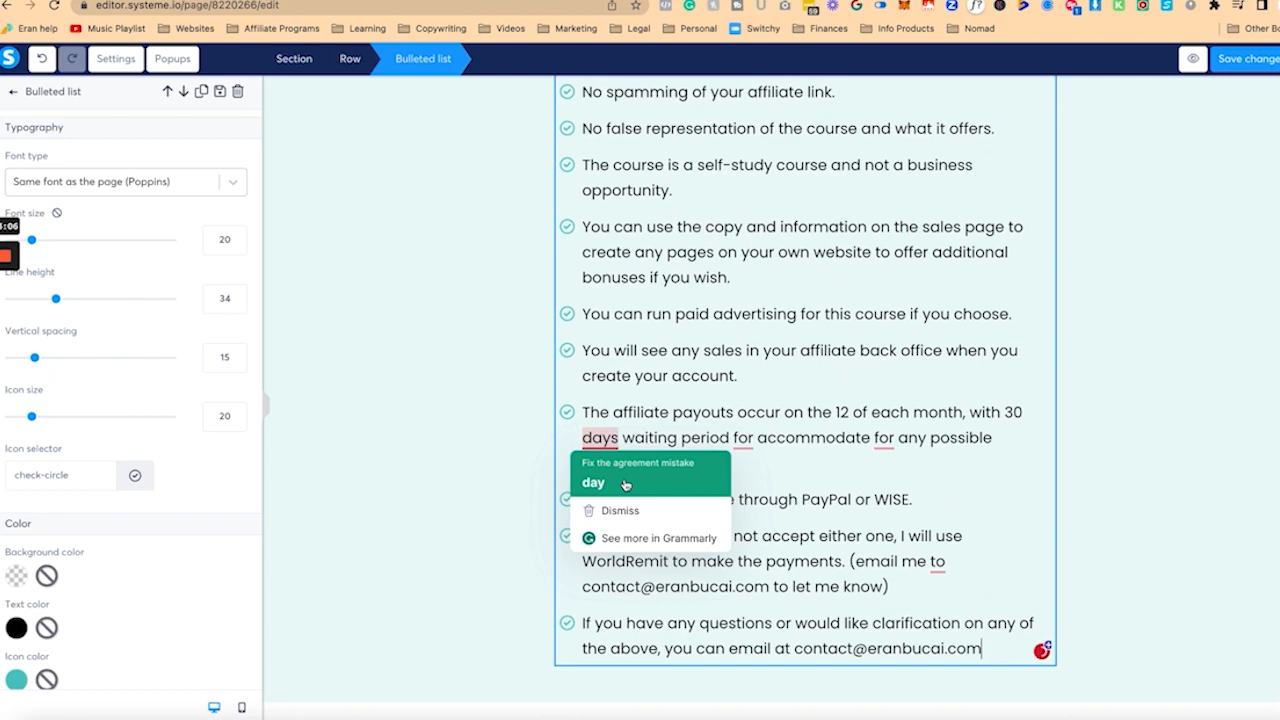 editor.systeme.io/page/8220266/edit
Eran help
Music Playlist
Websites
Affiliate Programs
Learning
Copywriting
Videos
Marketing
Legal
Personal
Switchy
Finances
Info Products
Nomad
Other Bo
S
Settings
Popups
Section
Row
Bulleted list
Save change
Bulleted list
Typography
Font type
Same font as the page (Poppins)
Font size
:06
20
Line height
34
Vertical spacing
15
Icon size
20
Icon selector
check-circle
Color
Background color
Text color
Icon color
No spamming of your affiliate link.
No false representation of the course and what it offers.
The course is a self-study course and not a business
opportunity.
You can use the copy and information on the sales page to
create any pages on your own website to offer additional
bonuses if you wish.
You can run paid advertising for this course if you choose.
You will see any sales in your affiliate back office when you
create your account.
The affiliate payouts occur on the 12 of each month, with 30
days waiting period for accommodate for any possible
Fix the agreement mistake
day
Dismiss
See more in Grammarly
through PayPal or WISE.
not accept either one, I will use
WorldRemit to make the payments. (email me to
contact@eranbucai.com to let me know)
If you have any questions or would like clarification on any of
the above, you can email at contact@eranbucai.com